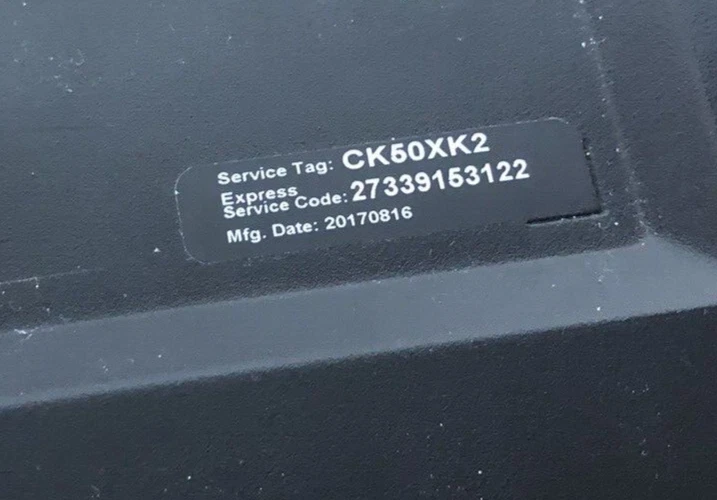 Service Tag: CK50XK2
Express
Service Code: 27339153122
Mfg. Date: 20170816